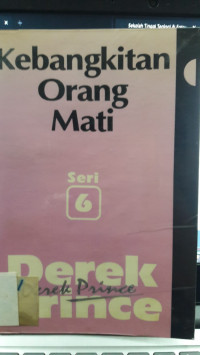 Kebangkitan
Orang
Mati
Seri
6
Derek
Derek Prince
Prince